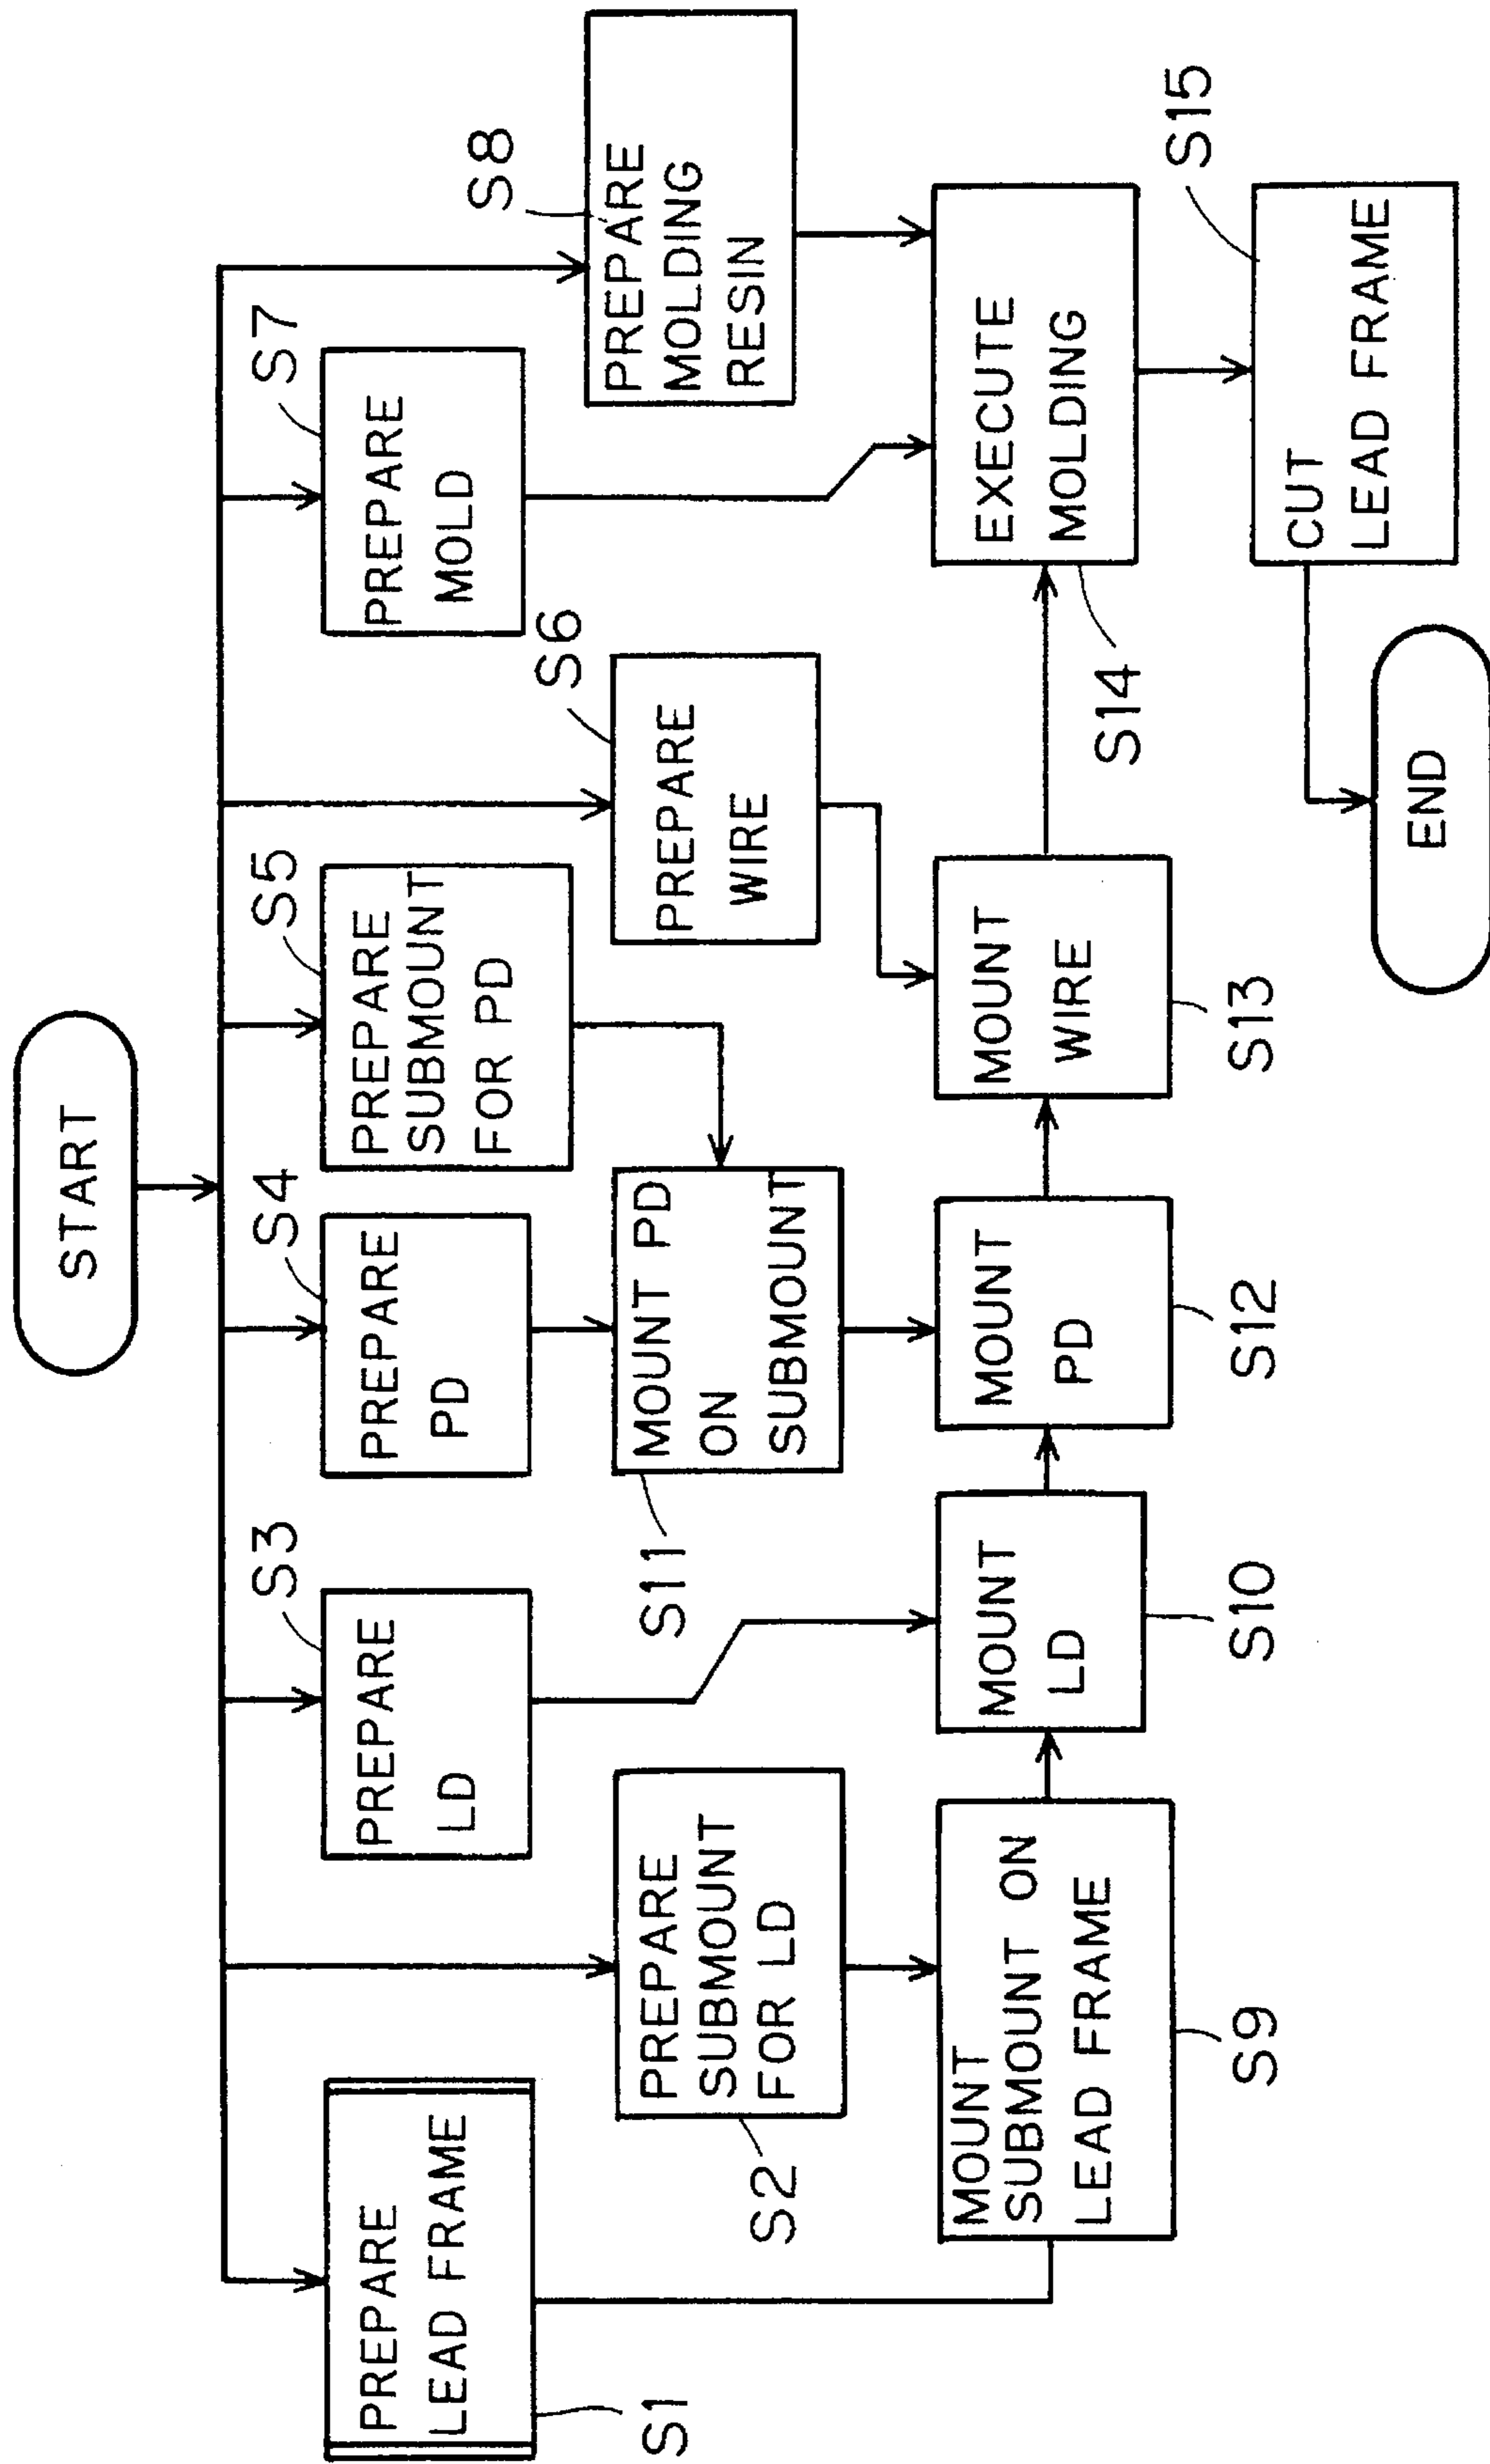 START
S1
PREPARE
LEAD FRAME
S2
PREPARE
SUBMOUNT
FOR LD
S3
PREPARE
LD
S4
PREPARE
PD
S5
PREPARE
SUBMOUNT
FOR PD
S6
PREPARE
WIRE
S7
PREPARE
MOLD
S8
PREPARE
MOLDING
RESIN
S11
MOUNT PD
ON
SUBMOUNT
MOUNT
SUBMOUNT ON
LEAD FRAME
S9
MOUNT
LD
S10
MOUNT
PD
S12
MOUNT
WIRE
S13
EXECUTE
MOLDING
S14
CUT
LEAD FRAME
S15
END